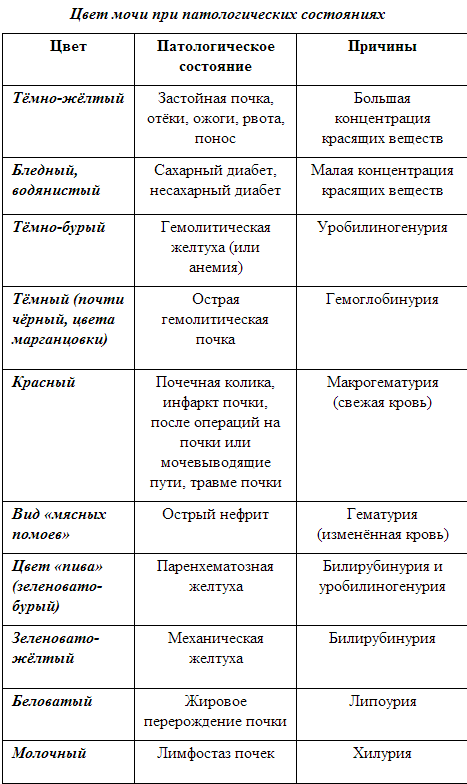 Цвет мочи при патологических состояниях
Цвет
Патологическое
состояние
Причины
Тёмно-жёлтый
Застойная почка,
отёки, ожоги, рвота,
понос
Большая
концентрация
красящих веществ
Бледный,
водянистый
Сахарный диабет,
несахарный диабет
Малая концентрация
красящих веществ
Тёмно-бурый
Гемолитическая
желтуха (или
анемия)
Уробилиногенурия
Тёмный (почти
чёрный, цвета
марганцовки)
Острая
гемолитическая
почка
Гемоглобинурия
Красный
Почечная колика,
инфаркт почки,
после операций на
почки или
мочевыводящие
пути, травме почки
Макрогематурия
(свежая кровь)
Вид «мясных
помоев»
Острый нефрит
Гематурия
(изменённая кровь)
Цвет «пива»
(зеленовато-
бурый)
Паренхематозная
желтуха
Билирубинурия и
уробилиногенурия
Зеленовато-
жёлтый
Механическая
желтуха
Билирубинурия
Беловатый
Жировое
перерождение почки
Липоурия
Молочный
Лимфостаз почек
Хилурия